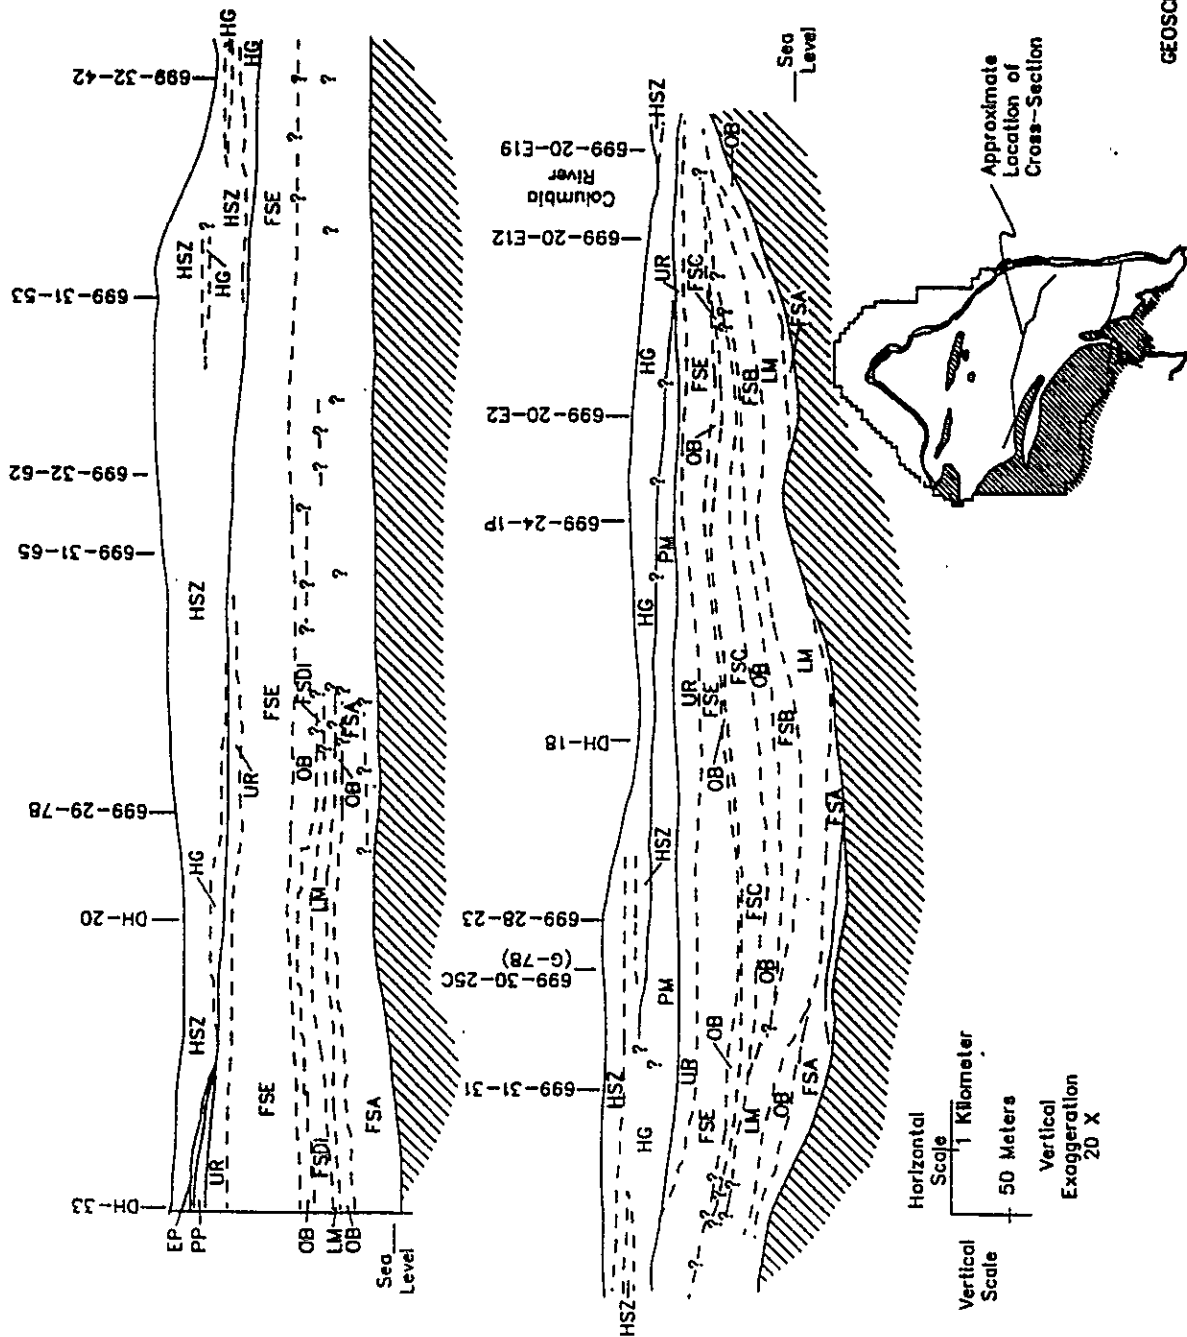 DH-33
DH-20
699-29-78
699-31-65
699-32-62
699-31-53
699-32-42
EP
PP
UR
HSZ
HG
HSZ
HSZ
HG
HSZ
HG
HG
UR
FSE
FSE
FSE
OB
FSDI
LM
OB
FSDI
LM
OB
OB
FSA
FSA
Sea
Level
? ? ? ? ? ? ? ? ? ?
699-31-31
699-30-25C
(G-78)
699-28-23
DH-18
699-24-1P
699-20-E2
699-20-E12
Columbia
River
699-20-E19
HSZ
HSZ
HG
HSZ
HG
HG
HSZ
PM
PM
UR
UR
UR
FSE
OB
FSE
OB
FSE
OB
FSC
LM
OB
OB
FSC
FSC
OB
FSB
FSB
LM
LM
OB
FSA
FSA
FSA
? ? ? ? ? ? ?
Sea
Level
Horizontal
Scale
1 Kilometer
50 Meters
Vertical
Scale
Vertical
Exaggeration
20 X
Approximate
Location of
Cross-Section